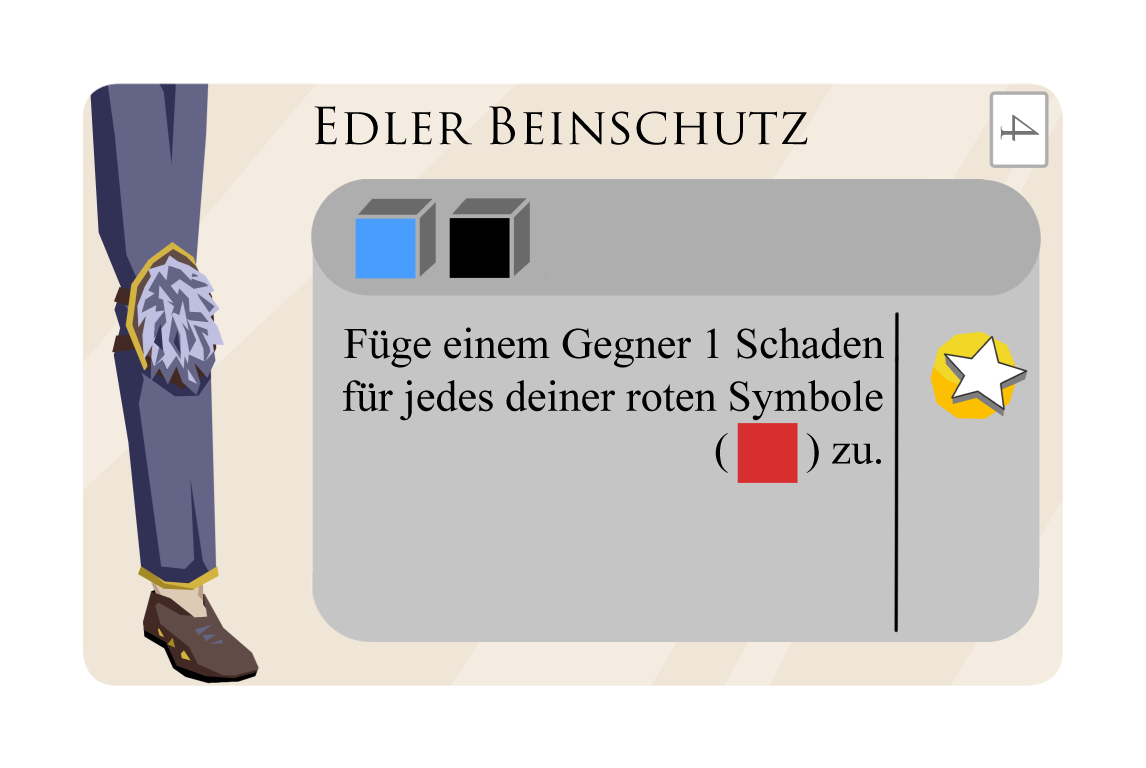 4
EDLER BEINSCHUTZ
Füge einem Gegner 1 Schaden
für jedes deiner roten Symbole
( ) zu.